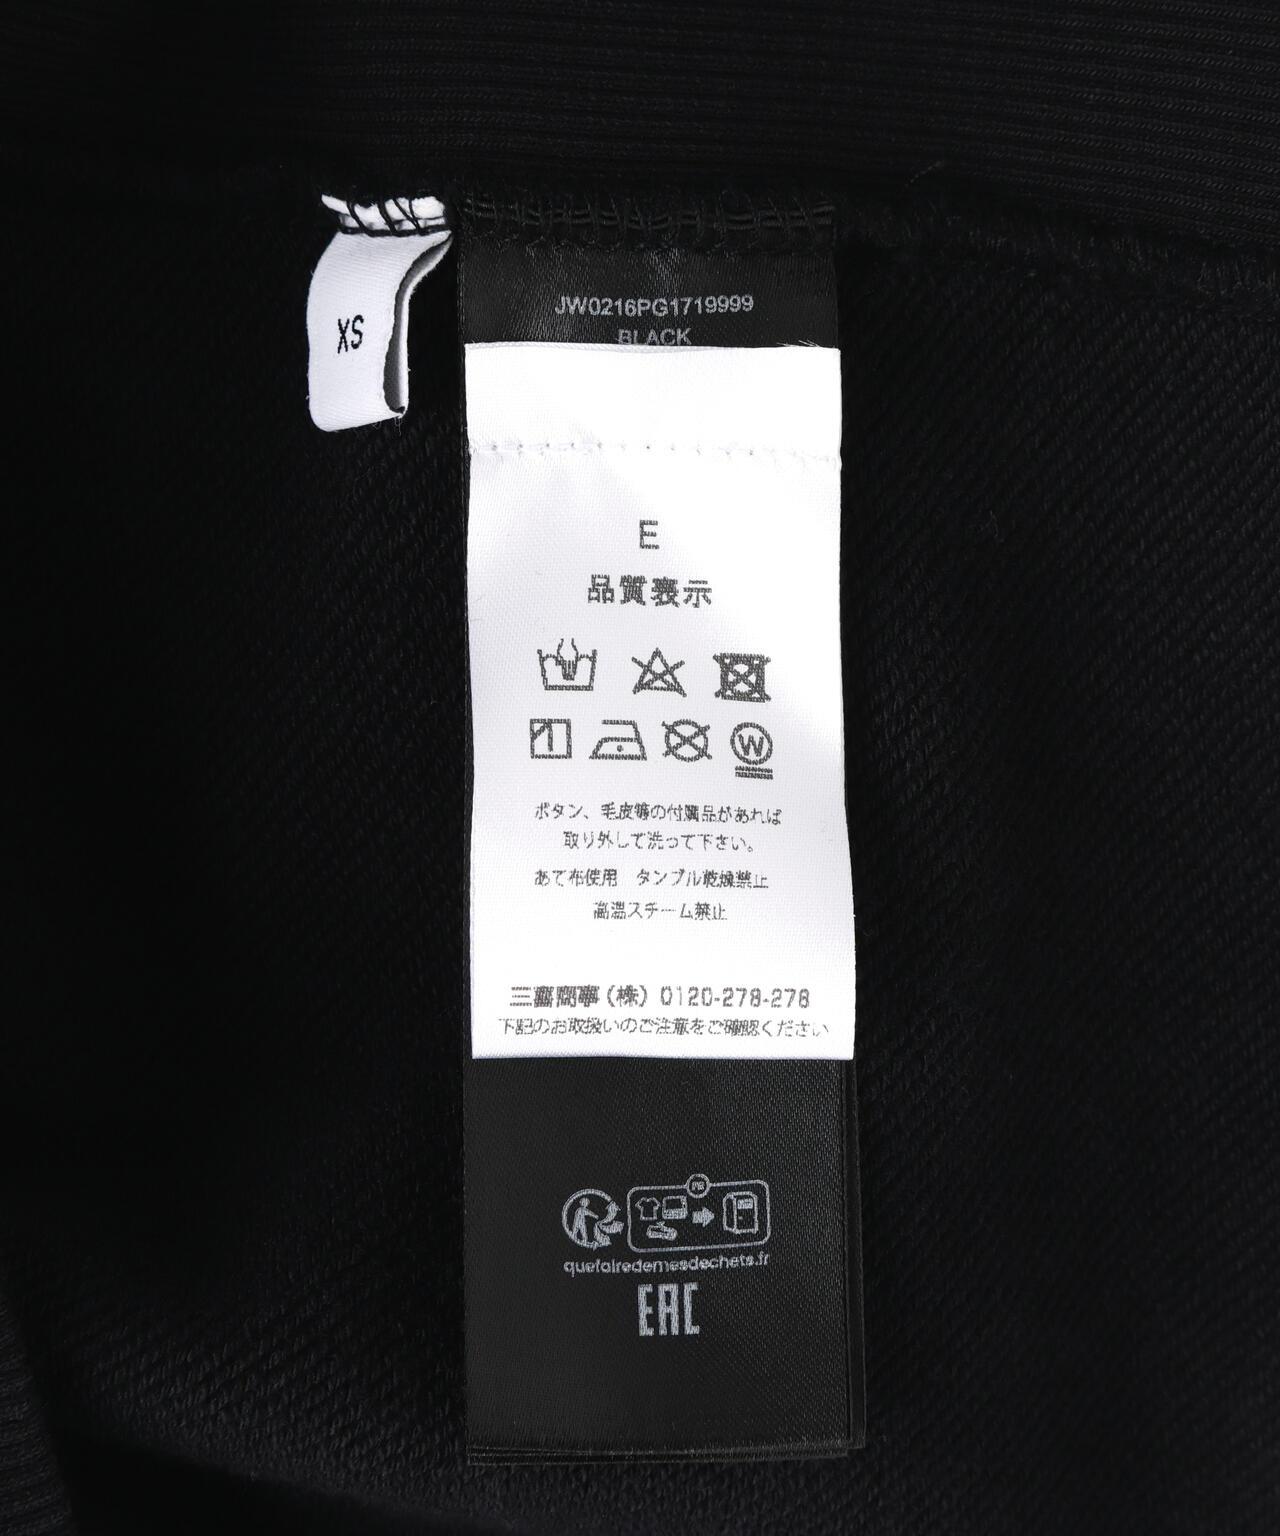 XS
JW0216PG1719999
BLACK
E
品質表示
W
ボタン、毛皮等の付属品があれば
取り外して洗って下さい。
あて布使用 タンブル乾燥禁止
高温スチーム禁止
三喜商事（株）0120-278-278
下記のお取扱いのご注意をご確認ください
FR
quefairedemesdechets.fr
EAC